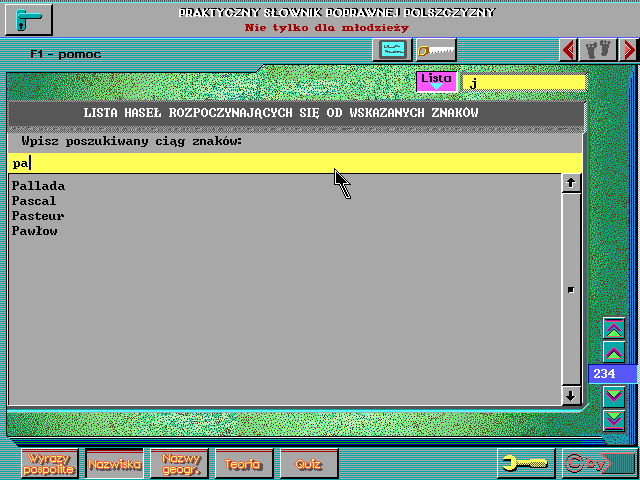 PRAKTYCZNY SŁOWNIK POPRAWNEJ POLSZCZYZNY
Nie tylko dla młodzieży
F1 - pomoc
Lista
j
LISTA HASEŁ ROZPOCZYNAJĄCYCH SIĘ OD WSKAZANYCH ZNAKÓW
Wpisz poszukiwany ciąg znaków:
pa
Pallada
Pascal
Pasteur
Pawłow
234
Wyrazy pospolite
Nazwiska
Nazwy geogr.
Teoria
Quiz
© by